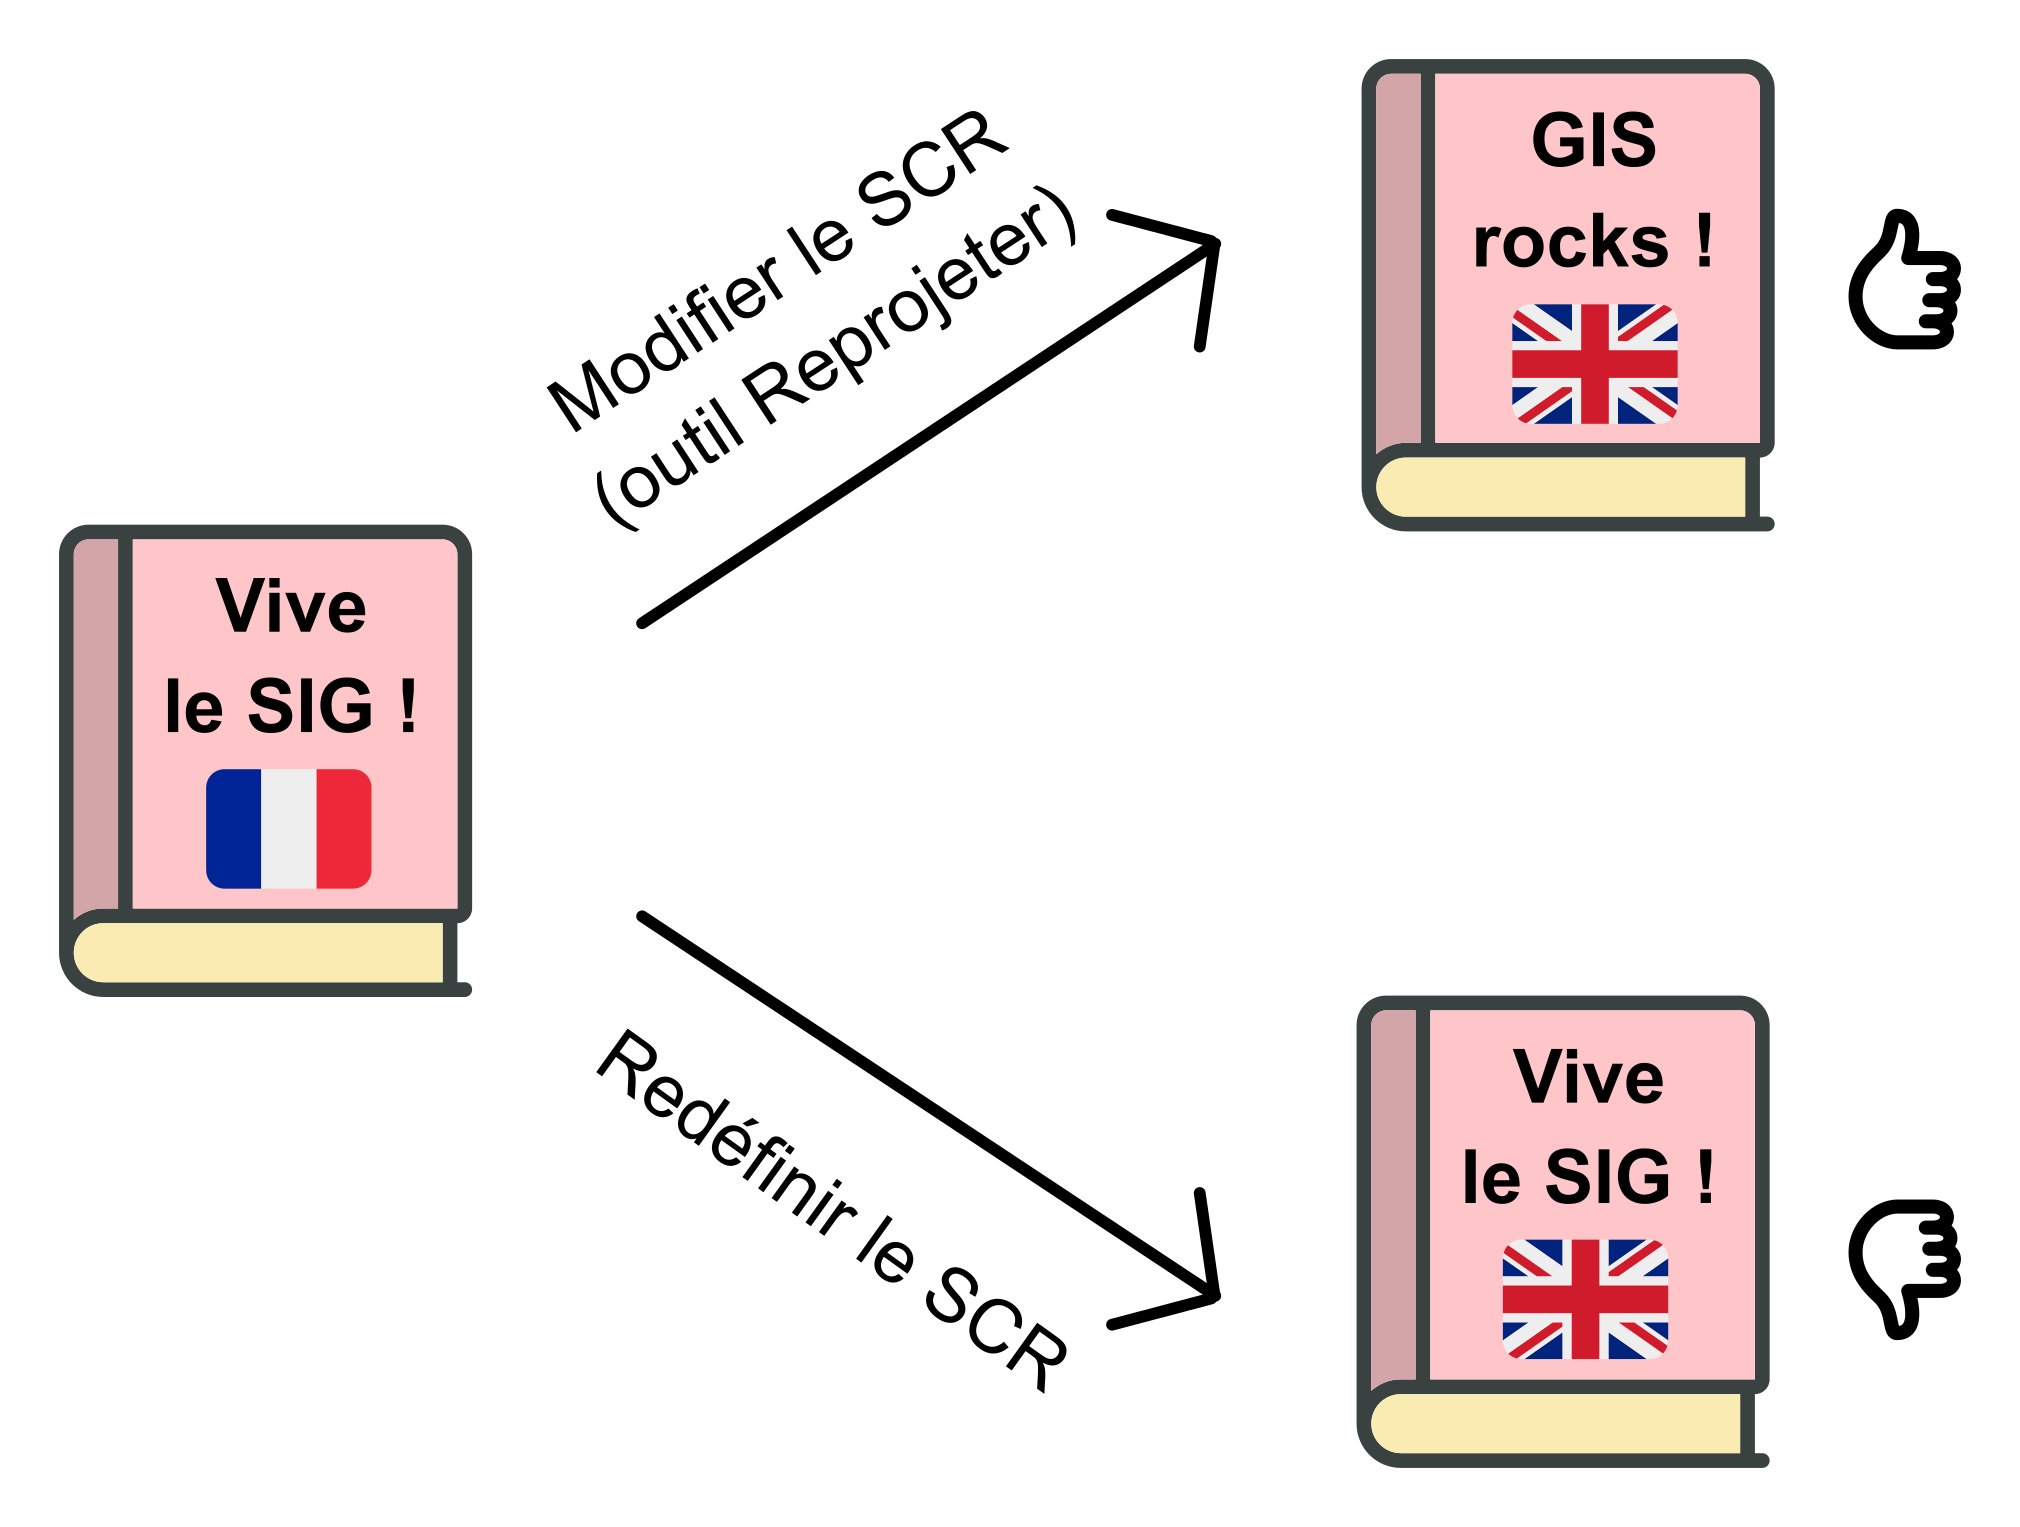 Vive
le SIG !
Modifier le SCR
(outil Reprojeter)
GIS
rocks !
Redéfinir le SCR
Vive
le SIG !